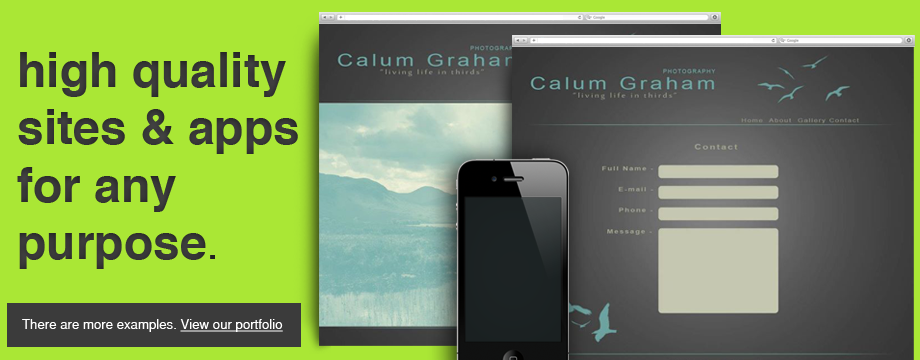 high quality
sites & apps
for any
purpose.
There are more examples. View our portfolio
Google
PHOTOGRAPHY
Calum Graham
"living life in thirds"
Google
PHOTOGRAPHY
Calum Graham
"living life in thirds"
Home About Gallery Contact
Contact
Full Name -
E-mail -
Phone -
Message -